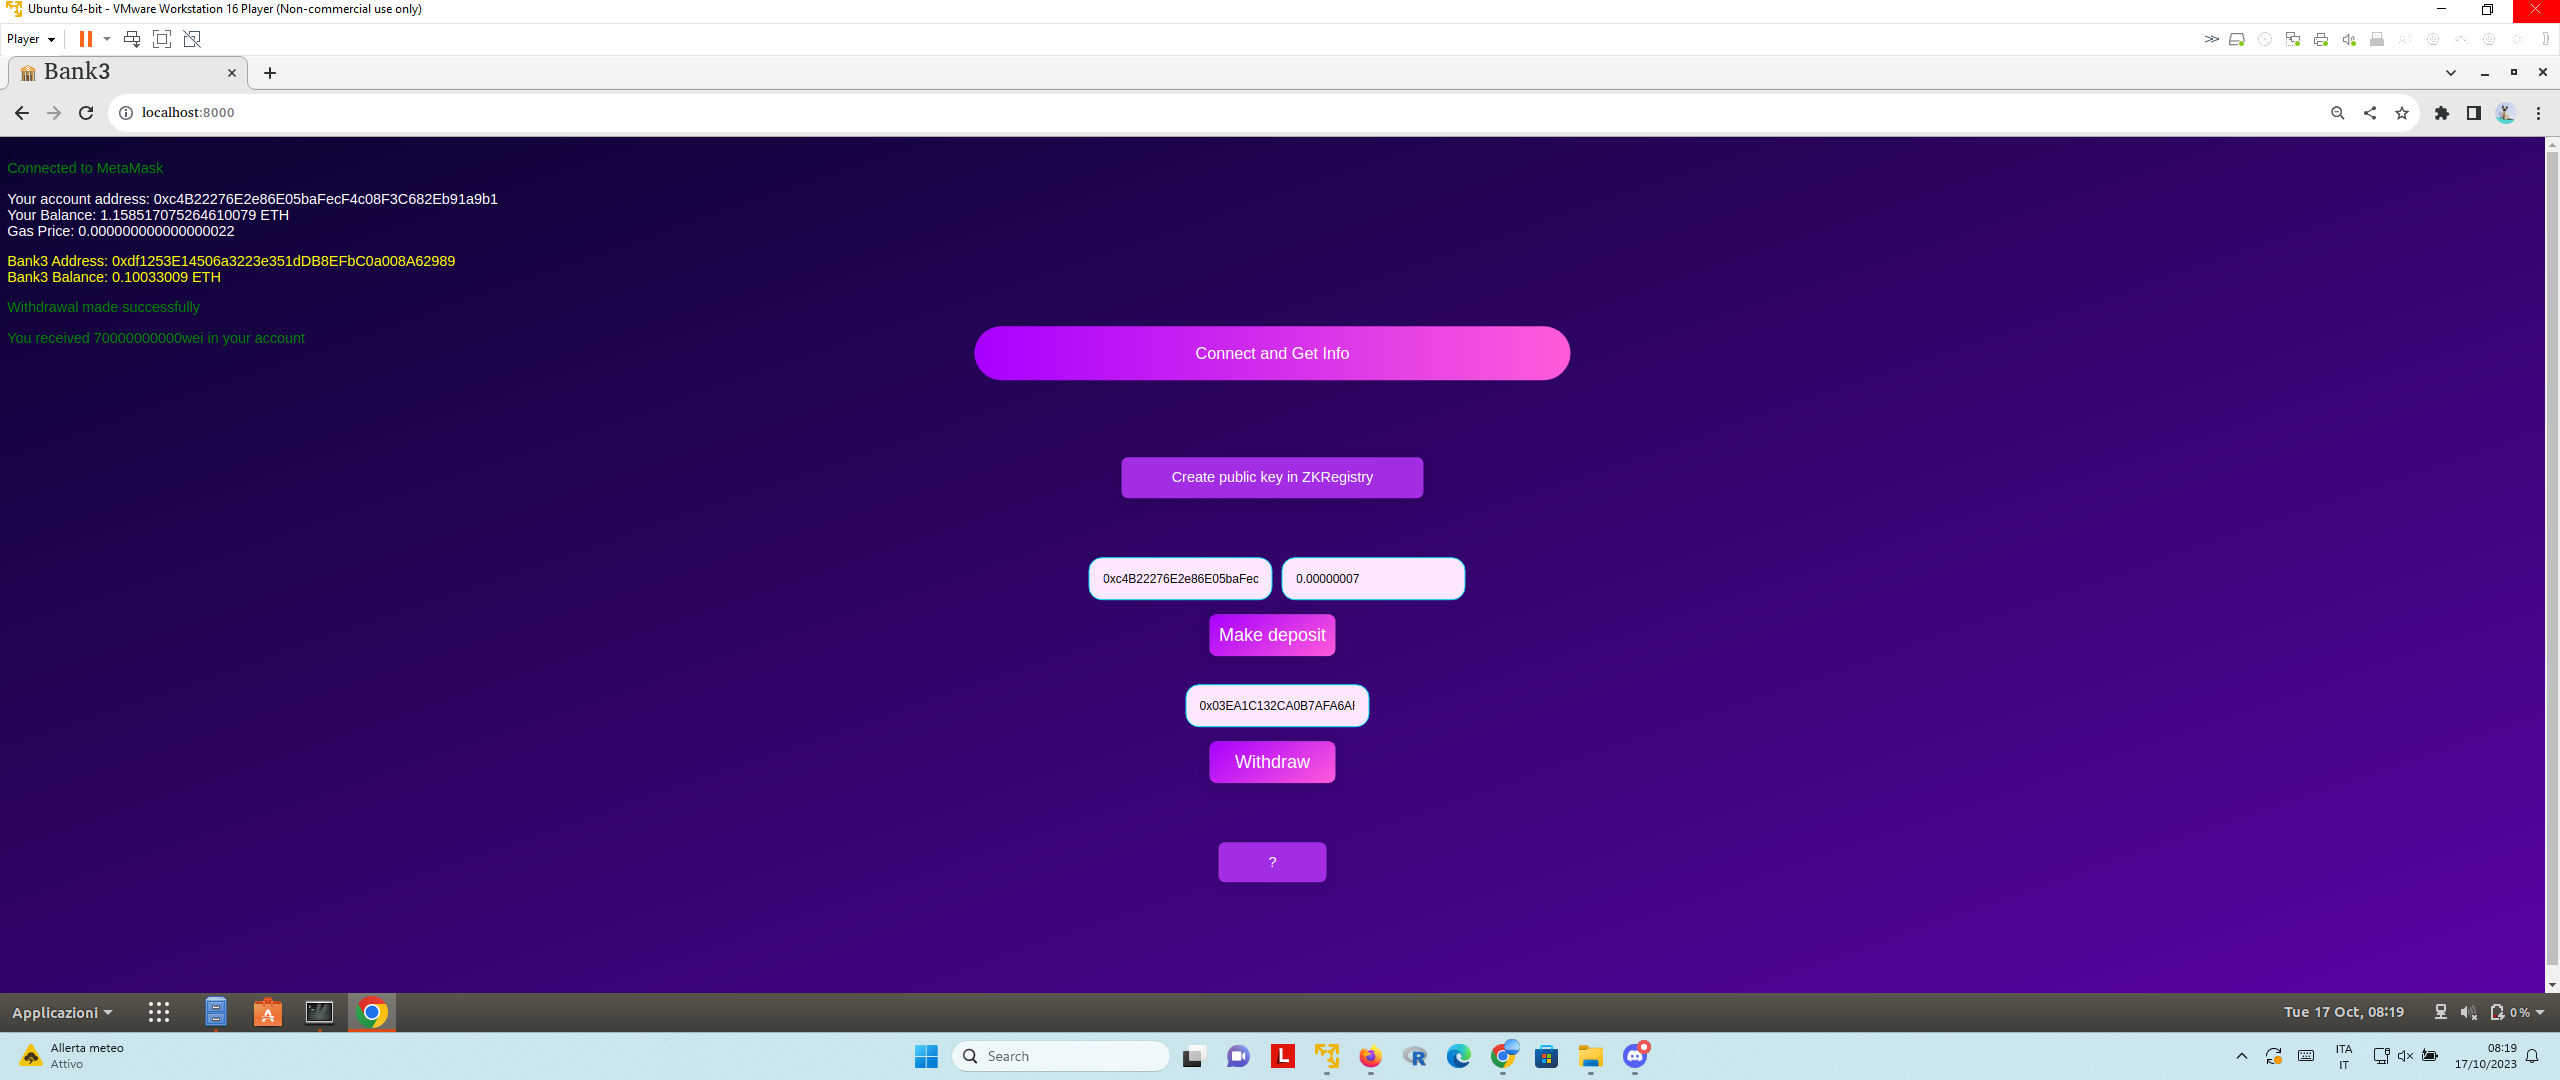 Ubuntu 64-bit - VMware Workstation 16 Player (Non-commercial use only)
Player
Bank3
localhost:8000
Connected to MetaMask
Your account address: 0xc4B22276E2e86E05baFecF4c08F3C682Eb91a9b1
Your Balance: 1.158517075264610079 ETH
Gas Price: 0.000000000000000022
Bank3 Address: 0xdf1253E14506a3223e351dDB8EFbC0a008A62989
Bank3 Balance: 0.10033009 ETH
Withdrawal made successfully
You received 70000000000wei in your account
Connect and Get Info
Create public key in ZKRegistry
0xc4B22276E2e86E05baFec 0.00000007
Make deposit
0x03EA1C132CA0B7AFA6A
Withdraw
?
Applicazioni
Tue 17 Oct, 08:19
0 %
Allerta meteo
Attivo
Search
ITA
IT
08:19
17/10/2023